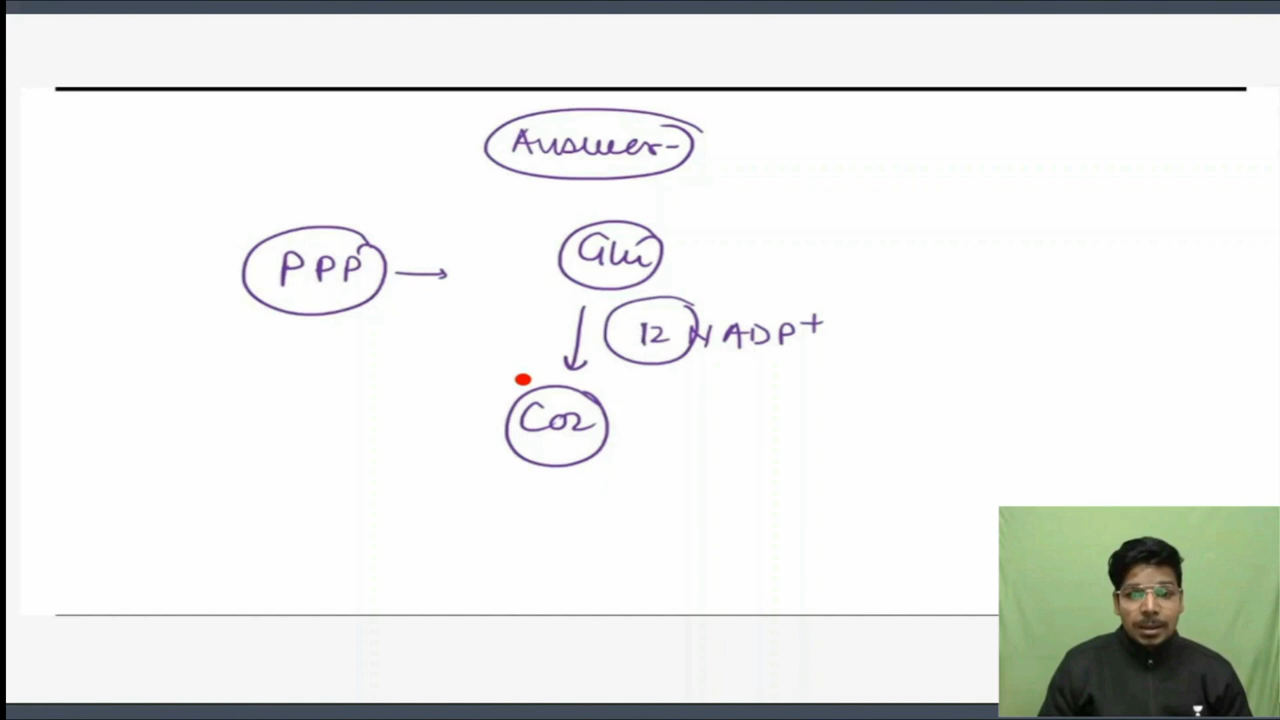 Answer-
PPP →
Glu
12 NADP+
CO2